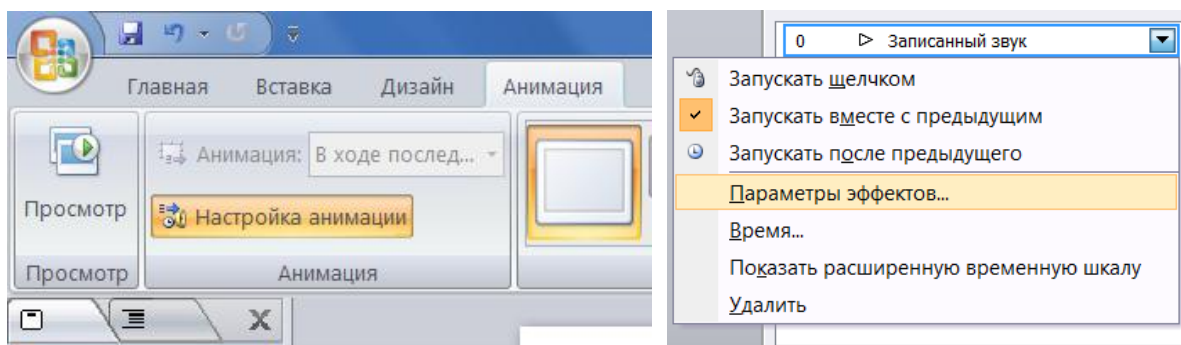 Главная Вставка Дизайн Анимация
Анимация: В ходе послед...
Просмотр Настройка анимации
Просмотр Анимация
0 Записанный звук
Запускать щелчком
Запускать вместе с предыдущим
Запускать после предыдущего
Параметры эффектов...
Время...
Показать расширенную временную шкалу
Удалить